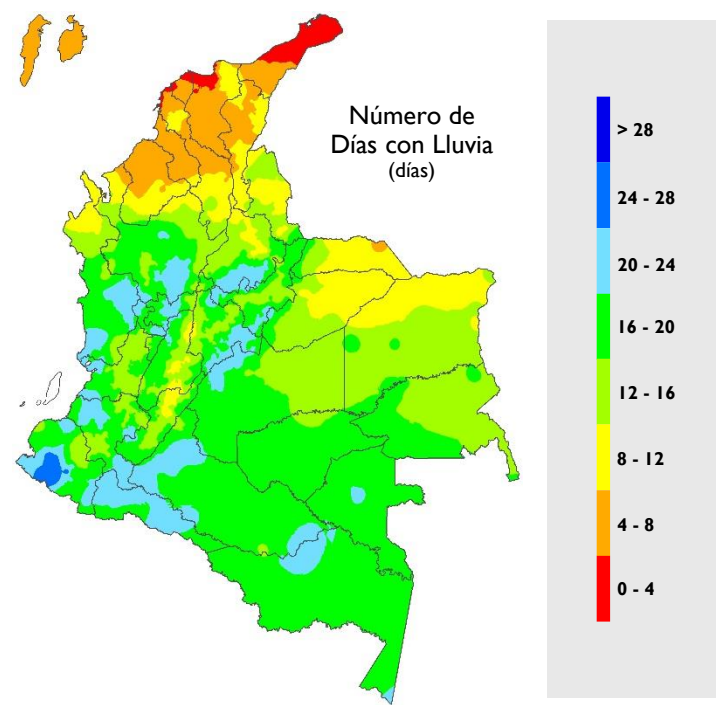 Número de
Días con Lluvia
(días)
> 28
24 - 28
20 - 24
16 - 20
12 - 16
8 - 12
4 - 8
0 - 4